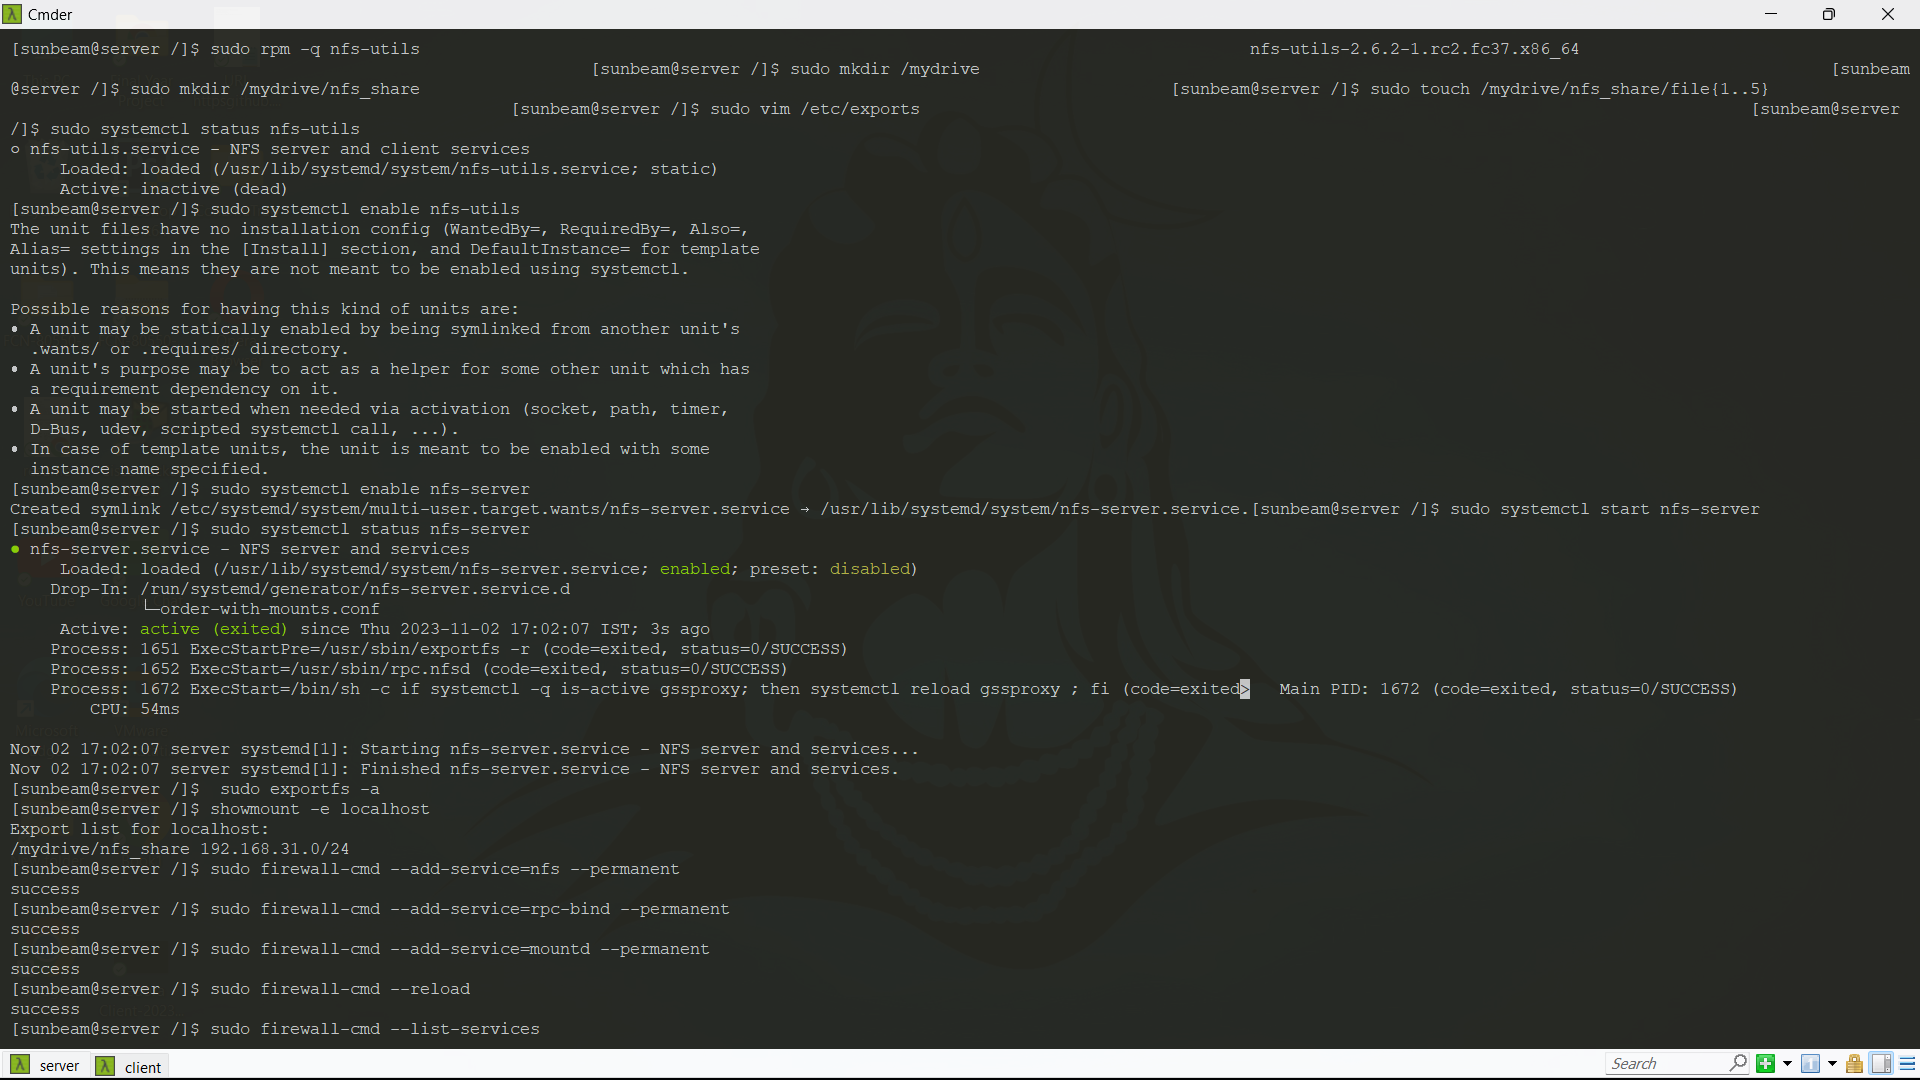 Cmder
[sunbeam@server /]$ sudo rpm -q nfs-utils nfs-utils-2.6.2-1.rc2.fc37.x86_64
[sunbeam@server /]$ sudo mkdir /mydrive [sunbeam
@server /]$ sudo mkdir /mydrive/nfs_share [sunbeam@server /]$ sudo touch /mydrive/nfs_share/file{1..5}
[sunbeam@server /]$ sudo vim /etc/exports [sunbeam@server
/]$ sudo systemctl status nfs-utils
○ nfs-utils.service - NFS server and client services
Loaded: loaded (/usr/lib/systemd/system/nfs-utils.service; static)
Active: inactive (dead)
[sunbeam@server /]$ sudo systemctl enable nfs-utils
The unit files have no installation config (WantedBy=, RequiredBy=, Also=,
Alias= settings in the [Install] section, and DefaultInstance= for template
units). This means they are not meant to be enabled using systemctl.
Possible reasons for having this kind of units are:
• A unit may be statically enabled by being symlinked from another unit's
.wants/ or .requires/ directory.
• A unit's purpose may be to act as a helper for some other unit which has
a requirement dependency on it.
• A unit may be started when needed via activation (socket, path, timer,
D-Bus, udev, scripted systemctl call, ...).
• In case of template units, the unit is meant to be enabled with some
instance name specified.
[sunbeam@server /]$ sudo systemctl enable nfs-server
Created symlink /etc/systemd/system/multi-user.target.wants/nfs-server.service → /usr/lib/systemd/system/nfs-server.service.[sunbeam@server /]$ sudo systemctl start nfs-server
[sunbeam@server /]$ sudo systemctl status nfs-server
● nfs-server.service - NFS server and services
Loaded: loaded (/usr/lib/systemd/system/nfs-server.service; enabled; preset: disabled)
Drop-In: /run/systemd/generator/nfs-server.service.d
└─order-with-mounts.conf
Active: active (exited) since Thu 2023-11-02 17:02:07 IST; 3s ago
Process: 1651 ExecStartPre=/usr/sbin/exportfs -r (code=exited, status=0/SUCCESS)
Process: 1652 ExecStart=/usr/sbin/rpc.nfsd (code=exited, status=0/SUCCESS)
Process: 1672 ExecStart=/bin/sh -c if systemctl -q is-active gssproxy; then systemctl reload gssproxy ; fi (code=exited> Main PID: 1672 (code=exited, status=0/SUCCESS)
CPU: 54ms
Nov 02 17:02:07 server systemd[1]: Starting nfs-server.service - NFS server and services...
Nov 02 17:02:07 server systemd[1]: Finished nfs-server.service - NFS server and services.
[sunbeam@server /]$  sudo exportfs -a
[sunbeam@server /]$ showmount -e localhost
Export list for localhost:
/mydrive/nfs_share 192.168.31.0/24
[sunbeam@server /]$ sudo firewall-cmd --add-service=nfs --permanent
success
[sunbeam@server /]$ sudo firewall-cmd --add-service=rpc-bind --permanent
success
[sunbeam@server /]$ sudo firewall-cmd --add-service=mountd --permanent
success
[sunbeam@server /]$ sudo firewall-cmd --reload
success
[sunbeam@server /]$ sudo firewall-cmd --list-services
server client Search